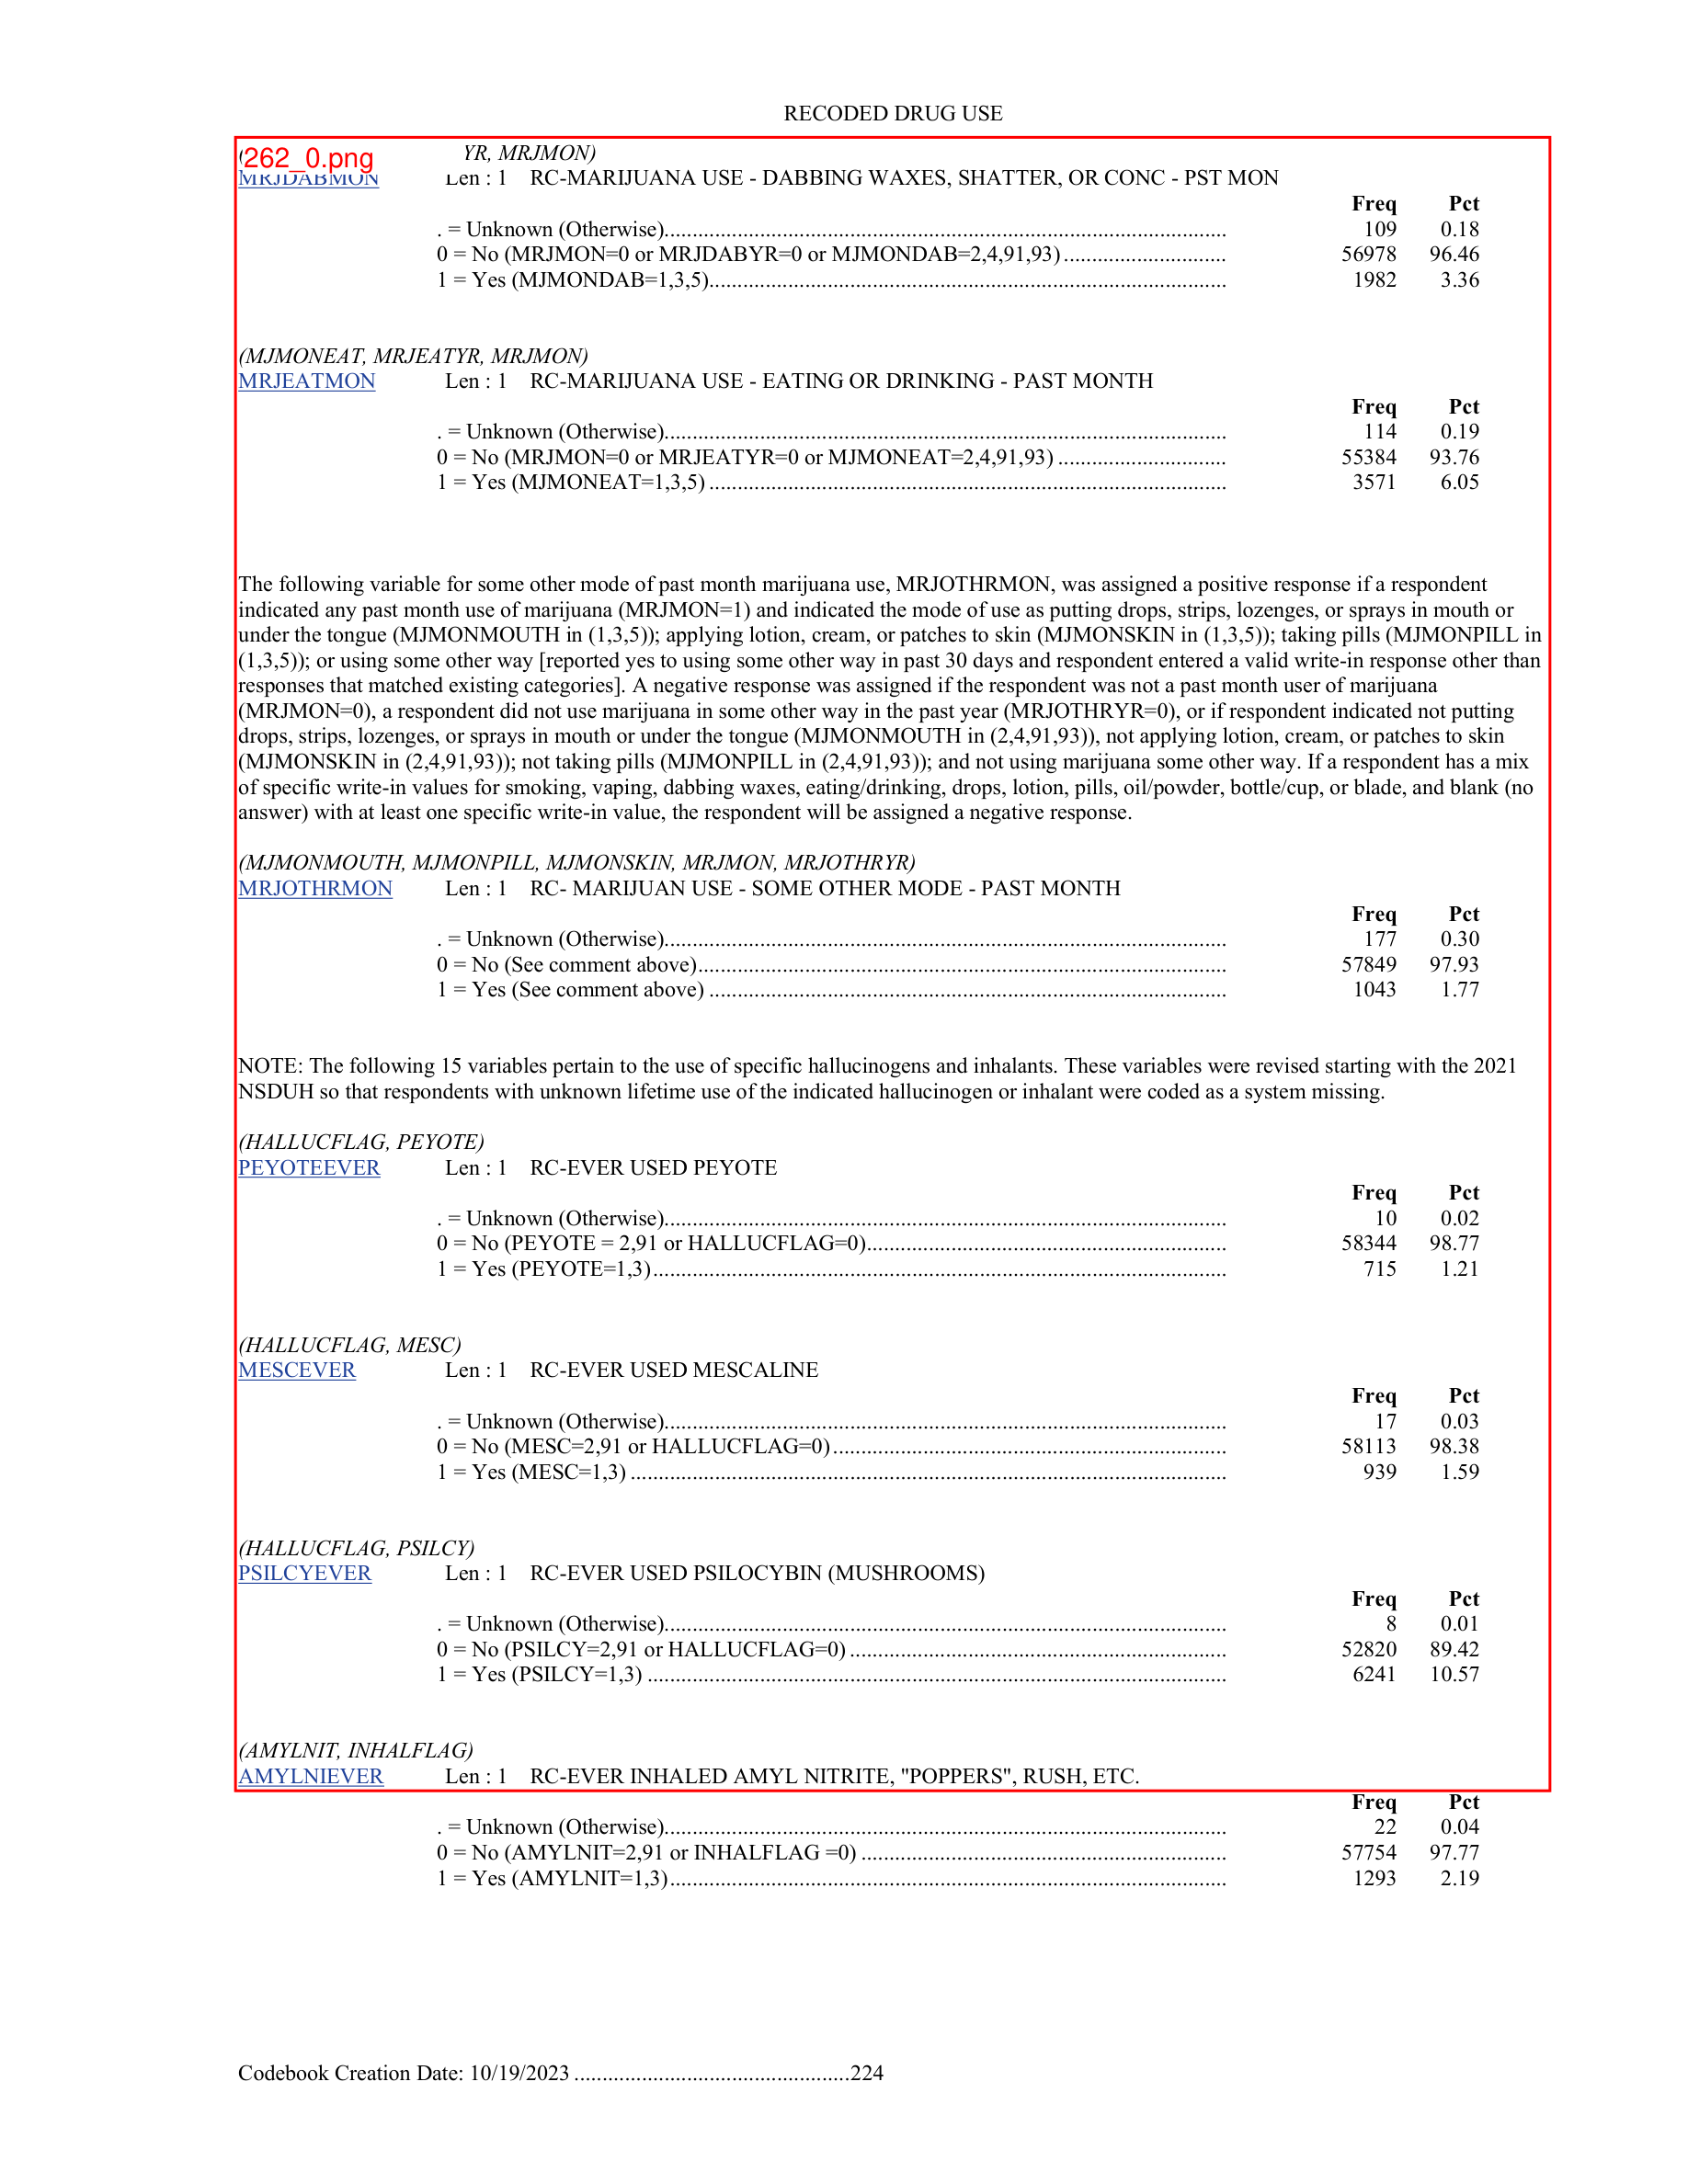 RECODED DRUG USE
262_0.png YR, MRJMON)
MRJDABMON Len : 1 RC-MARIJUANA USE - DABBING WAXES, SHATTER, OR CONC - PST MON
Freq Pct
. = Unknown (Otherwise).................................................................................................... 109 0.18
0 = No (MRJMON=0 or MRJDABYR=0 or MJMONDAB=2,4,91,93)............................. 56978 96.46
1 = Yes (MJMONDAB=1,3,5)............................................................................................ 1982 3.36
(MJMONEAT, MRJEATYR, MRJMON)
MRJEATMON Len : 1 RC-MARIJUANA USE - EATING OR DRINKING - PAST MONTH
Freq Pct
. = Unknown (Otherwise).................................................................................................... 114 0.19
0 = No (MRJMON=0 or MRJEATYR=0 or MJMONEAT=2,4,91,93) .............................. 55384 93.76
1 = Yes (MJMONEAT=1,3,5) ............................................................................................ 3571 6.05
The following variable for some other mode of past month marijuana use, MRJOTHRMON, was assigned a positive response if a respondent
indicated any past month use of marijuana (MRJMON=1) and indicated the mode of use as putting drops, strips, lozenges, or sprays in mouth or
under the tongue (MJMONMOUTH in (1,3,5)); applying lotion, cream, or patches to skin (MJMONSKIN in (1,3,5)); taking pills (MJMONPILL in
(1,3,5)); or using some other way [reported yes to using some other way in past 30 days and respondent entered a valid write-in response other than
responses that matched existing categories]. A negative response was assigned if the respondent was not a past month user of marijuana
(MRJMON=0), a respondent did not use marijuana in some other way in the past year (MRJOTHRYR=0), or if respondent indicated not putting
drops, strips, lozenges, or sprays in mouth or under the tongue (MJMONMOUTH in (2,4,91,93)), not applying lotion, cream, or patches to skin
(MJMONSKIN in (2,4,91,93)); not taking pills (MJMONPILL in (2,4,91,93)); and not using marijuana some other way. If a respondent has a mix
of specific write-in values for smoking, vaping, dabbing waxes, eating/drinking, drops, lotion, pills, oil/powder, bottle/cup, or blade, and blank (no
answer) with at least one specific write-in value, the respondent will be assigned a negative response.
(MJMONMOUTH, MJMONPILL, MJMONSKIN, MRJMON, MRJOTHRYR)
MRJOTHRMON Len : 1 RC- MARIJUAN USE - SOME OTHER MODE - PAST MONTH
Freq Pct
. = Unknown (Otherwise).................................................................................................... 177 0.30
0 = No (See comment above).............................................................................................. 57849 97.93
1 = Yes (See comment above) ............................................................................................ 1043 1.77
NOTE: The following 15 variables pertain to the use of specific hallucinogens and inhalants. These variables were revised starting with the 2021
NSDUH so that respondents with unknown lifetime use of the indicated hallucinogen or inhalant were coded as a system missing.
(HALLUCFLAG, PEYOTE)
PEYOTEEVER Len : 1 RC-EVER USED PEYOTE
Freq Pct
. = Unknown (Otherwise).................................................................................................... 10 0.02
0 = No (PEYOTE = 2,91 or HALLUCFLAG=0)................................................................ 58344 98.77
1 = Yes (PEYOTE=1,3)...................................................................................................... 715 1.21
(HALLUCFLAG, MESC)
MESCEVER Len : 1 RC-EVER USED MESCALINE
Freq Pct
. = Unknown (Otherwise).................................................................................................... 17 0.03
0 = No (MESC=2,91 or HALLUCFLAG=0)...................................................................... 58113 98.38
1 = Yes (MESC=1,3) .......................................................................................................... 939 1.59
(HALLUCFLAG, PSILCY)
PSILCYEVER Len : 1 RC-EVER USED PSILOCYBIN (MUSHROOMS)
Freq Pct
. = Unknown (Otherwise).................................................................................................... 8 0.01
0 = No (PSILCY=2,91 or HALLUCFLAG=0) ................................................................... 52820 89.42
1 = Yes (PSILCY=1,3) ....................................................................................................... 6241 10.57
(AMYLNIT, INHALFLAG)
AMYLNIEVER Len : 1 RC-EVER INHALED AMYL NITRITE, "POPPERS", RUSH, ETC.
Freq Pct
. = Unknown (Otherwise).................................................................................................... 22 0.04
0 = No (AMYLNIT=2,91 or INHALFLAG =0) ................................................................. 57754 97.77
1 = Yes (AMYLNIT=1,3)................................................................................................... 1293 2.19
Codebook Creation Date: 10/19/2023 .................................................224